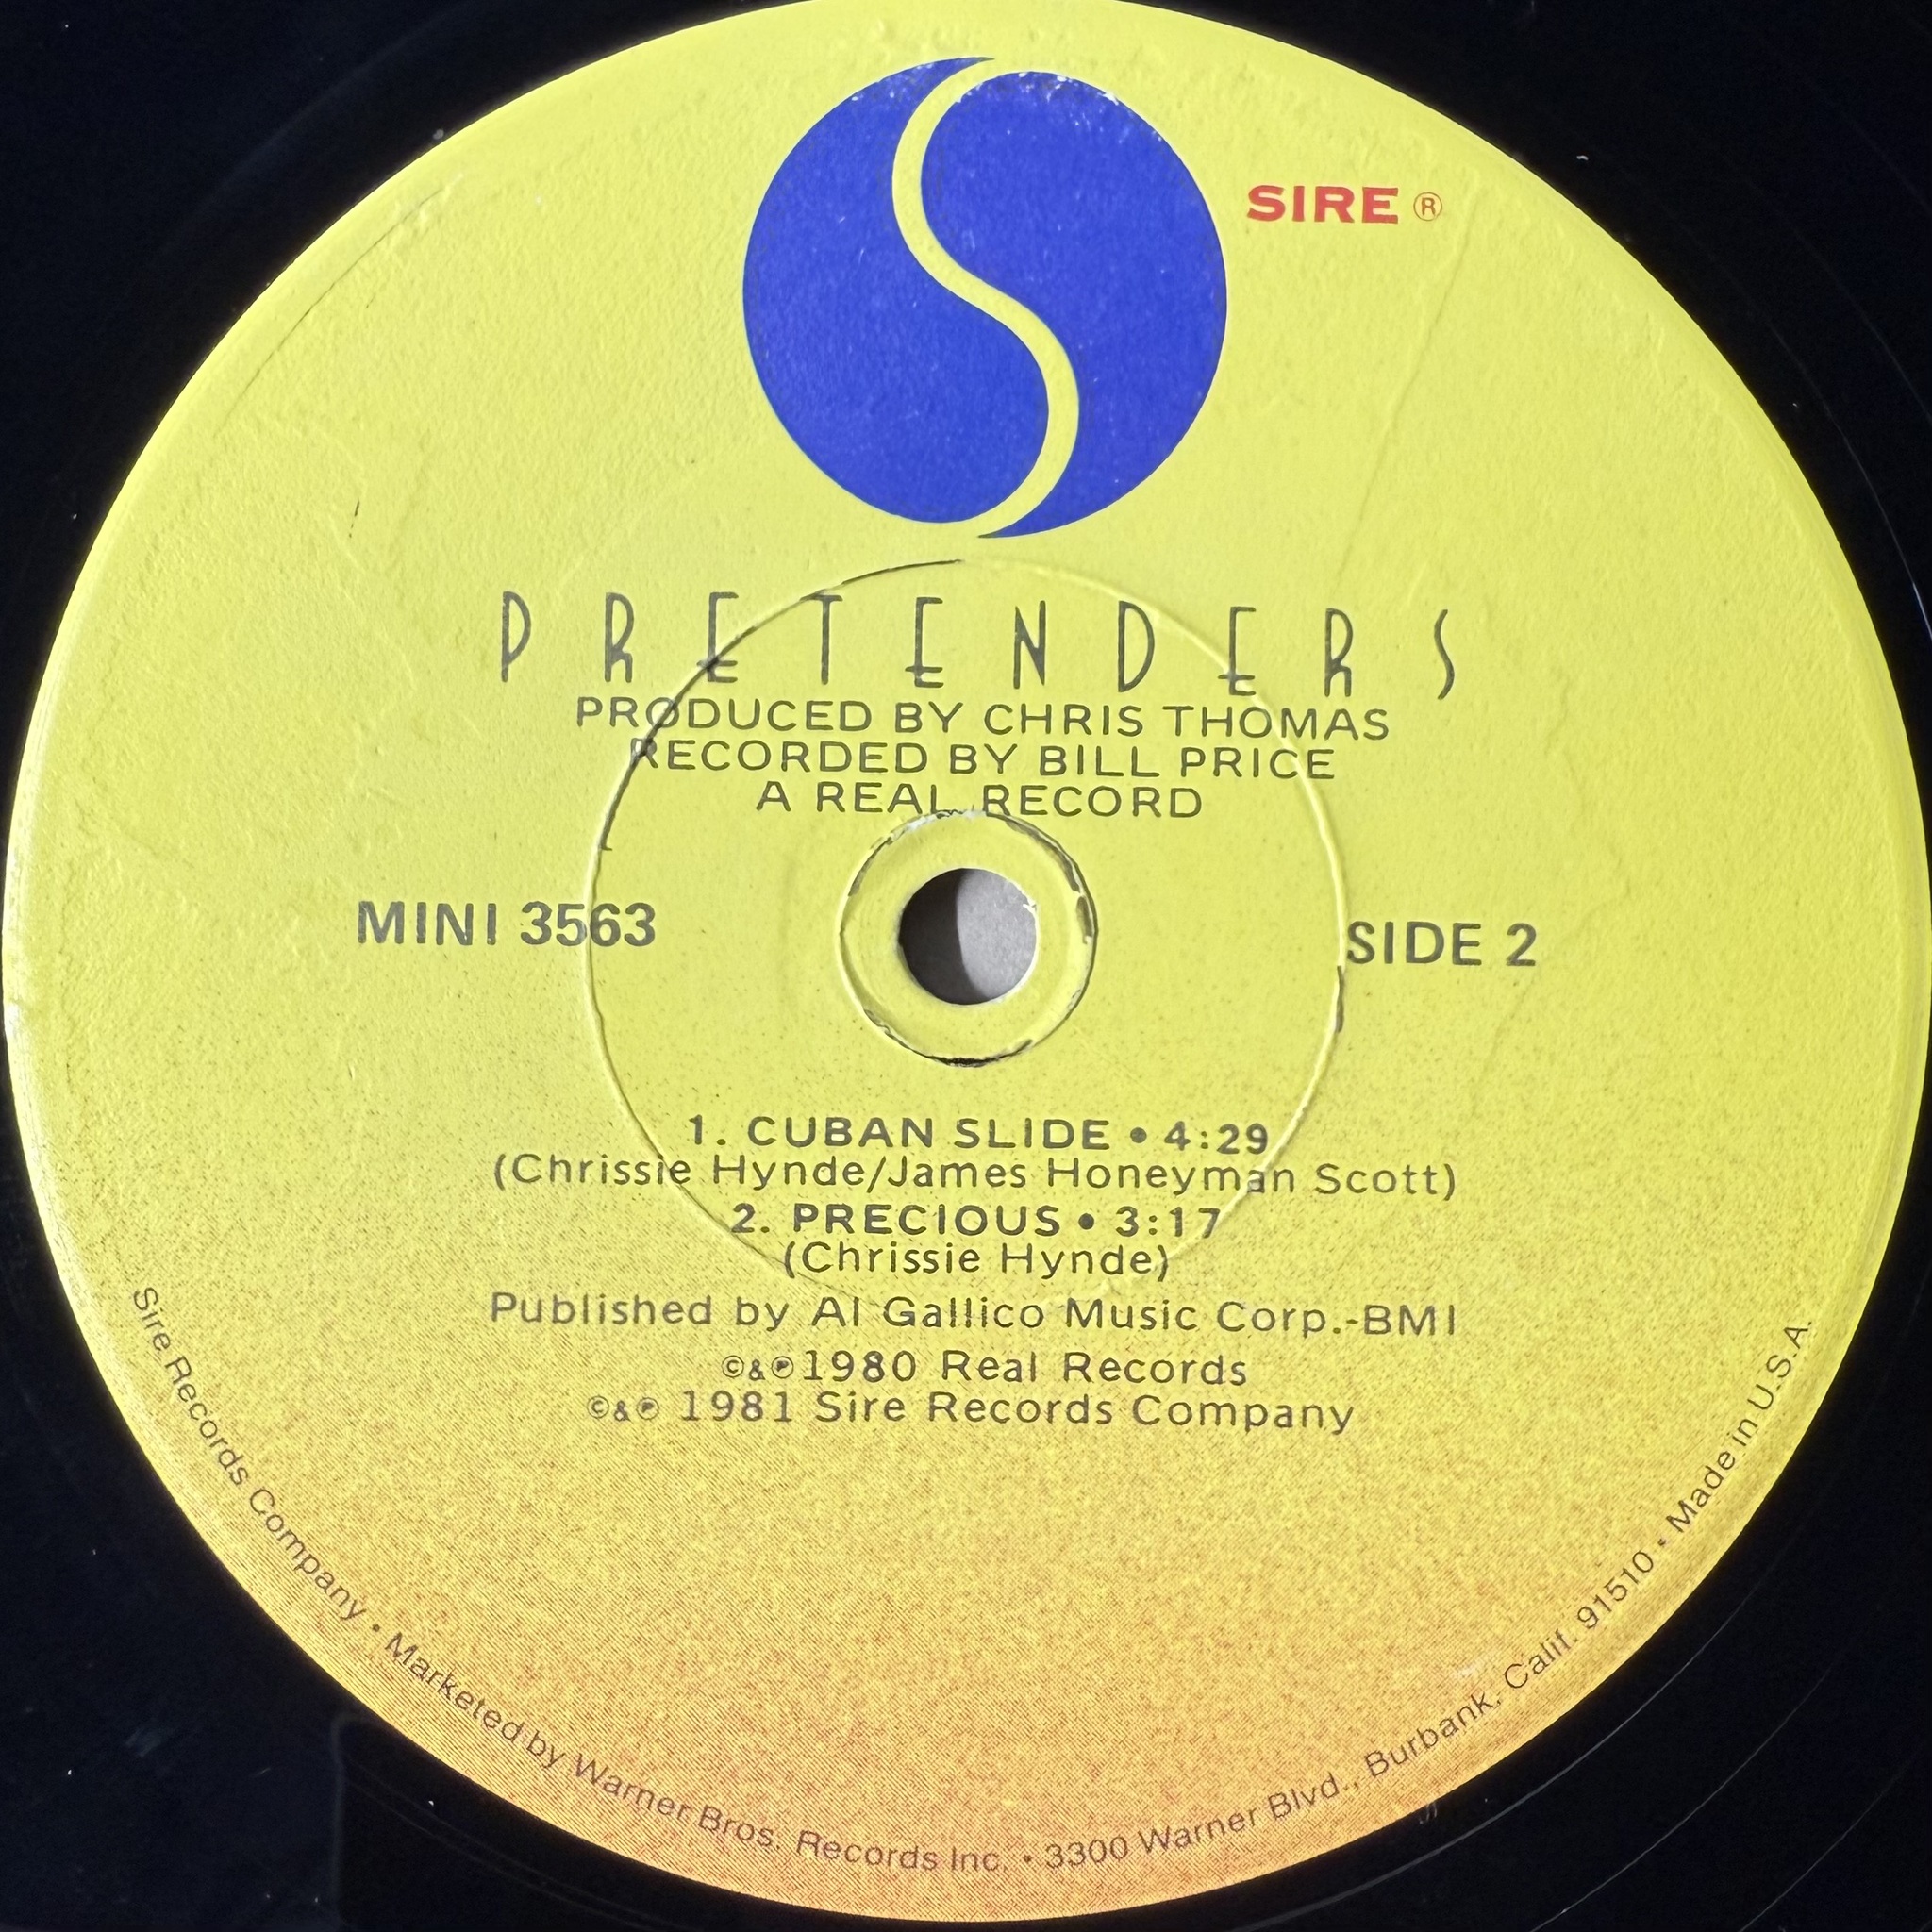 SIRE ®
PRETENDERS
PRODUCED BY CHRIS THOMAS
RECORDED BY BILL PRICE
A REAL RECORD
MINI 3563
SIDE 2
1. CUBAN SLIDE • 4:29
(Chrissie Hynde/James Honeyman Scott)
2. PRECIOUS • 3:17
(Chrissie Hynde)
Published by Al Gallico Music Corp.-BMI
©&℗1980 Real Records
©&℗ 1981 Sire Records Company
Sire Records Company • Marketed by Warner Bros. Records Inc. • 3300 Warner Blvd., Burbank, Calif. 91510 • Made in U.S.A.